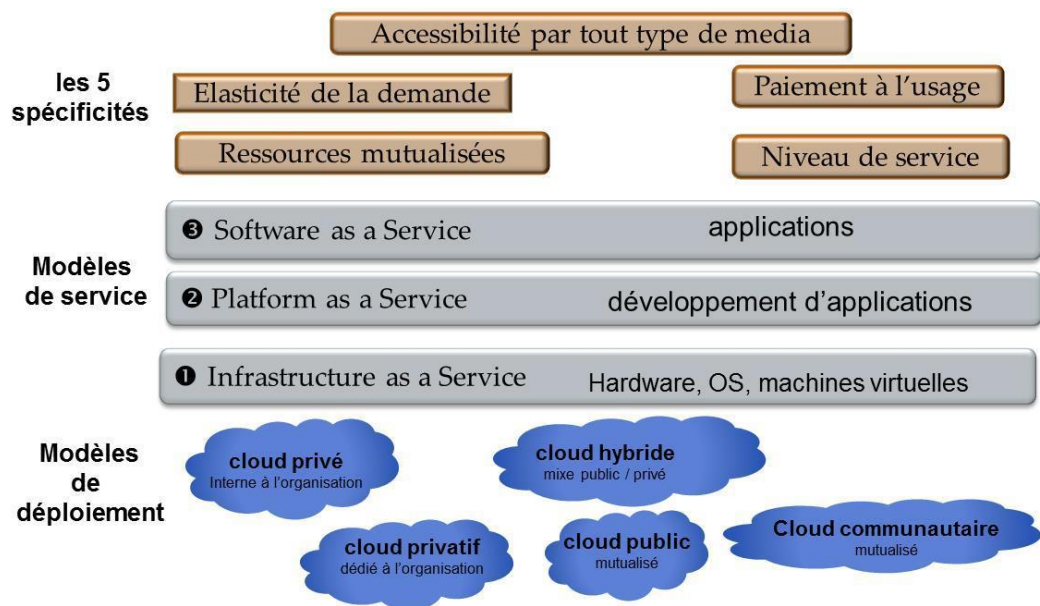 Accessibilité par tout type de media
les 5
spécificités
Elasticité de la demande
Paiement à l'usage
Ressources mutualisées
Niveau de service
Modèles
de service
❸ Software as a Service
applications
❷ Platform as a Service
développement d'applications
❶ Infrastructure as a Service
Hardware, OS, machines virtuelles
Modèles
de
déploiement
cloud privé
Interne à l'organisation
cloud hybride
mixe public / privé
cloud privatif
dédié à l'organisation
cloud public
mutualisé
Cloud communautaire
mutualisé